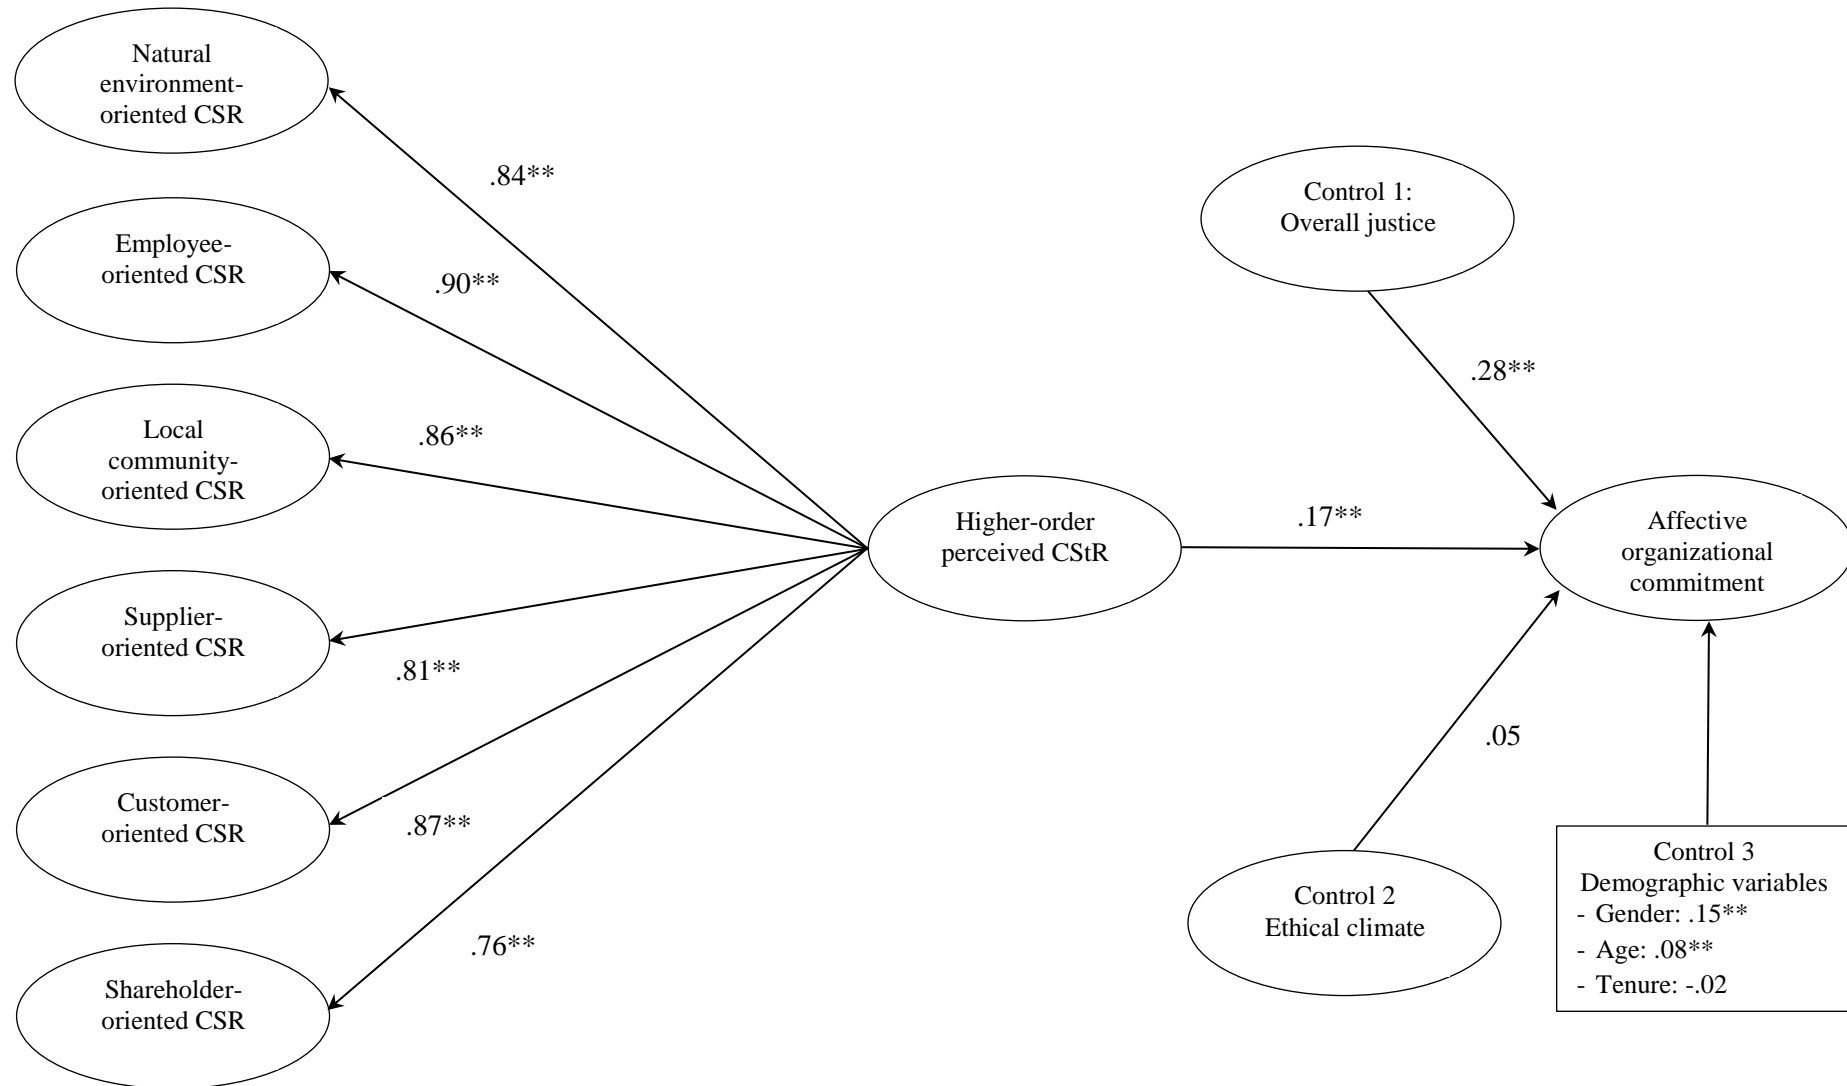 Natural
environment-
oriented CSR
.84**
Employee-
oriented CSR
.90**
Local
community-
oriented CSR
.86**
Supplier-
oriented CSR
.81**
Customer-
oriented CSR
.87**
Shareholder-
oriented CSR
.76**
Higher-order
perceived CStR
.17**
Control 1:
Overall justice
.28**
Affective
organizational
commitment
.05
Control 2
Ethical climate
Control 3
Demographic variables
- Gender: .15**
- Age: .08**
- Tenure: -.02